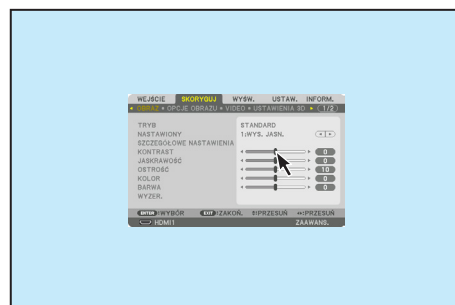 WEJŚCIE SKORYGUJ WYŚW. USTAW. INFORM.
OBRAZ • OPCJE OBRAZU • VIDEO • USTAWIENIA 3D 1/2
TRYB STANDARD
NASTAWIONY 1:WYS. JASN.
SZCZEGOŁOWE NASTAWIENIA
KONTRAST 0
JASKRAWOŚĆ 0
OSTROŚĆ 10
KOLOR 0
BARWA 0
WYZER.
ENTER :WYBÓR EXIT :ZAKOŃ. ↕:PRZESUŃ ↔:PRZESUŃ
HDMI1 ZAAWANS.